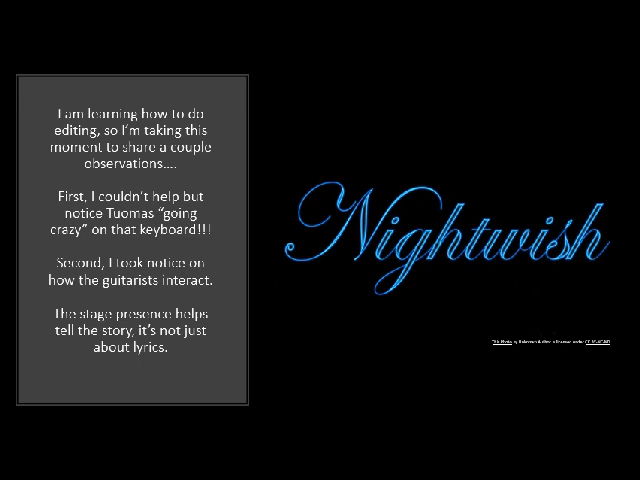 I am learning how to do
editing, so I'm taking this
moment to share a couple
observations....
First, I couldn't help but
notice Tuomas "going
crazy" on that keyboard!!!
Second, I took notice on
how the guitarists interact.
The stage presence helps
tell the story, it's not just
about lyrics.
Nightwish